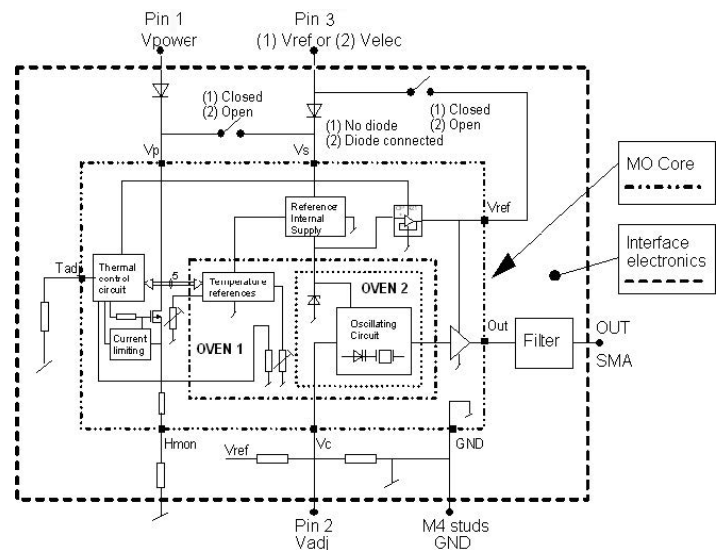 Pin 1
Vpower
Pin 3
(1) Vref or (2) Velec
(1) Closed
(2) Open
(1) No diode
(2) Diode connected
(1) Closed
(2) Open
Vp
Vs
Vref
MO Core
Interface
electronics
Reference
Internal
Supply
Tadj
Thermal
control
circuit
5
Temperature
references
OVEN 2
OVEN 1
Oscillating
Circuit
Current
limiting
Out
Filter
OUT
SMA
Hmon
Vref
Vc
GND
Pin 2
Vadj
M4 studs
GND